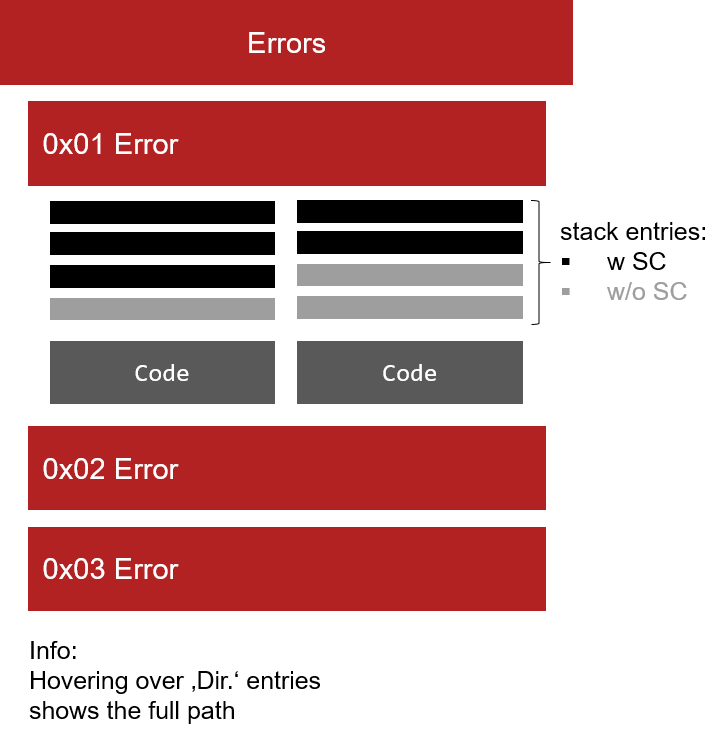 Errors
0x01 Error
stack entries:
▪ w SC
▪ w/o SC
Code Code
0x02 Error
0x03 Error
Info:
Hovering over ‚Dir.‘ entries
shows the full path